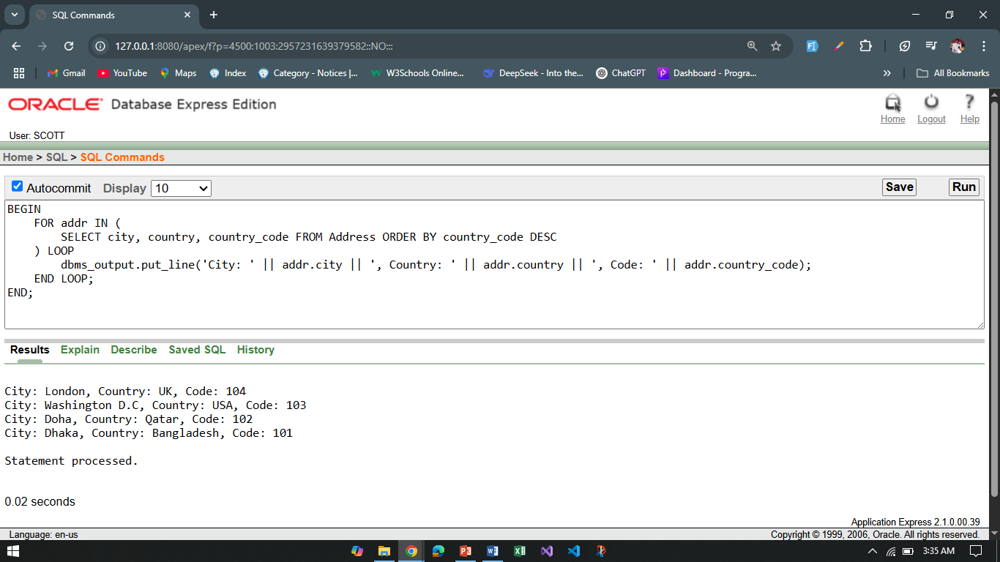 SQL Commands
127.0.0.1:8080/apex/f?p=4500:1003:2957231639379582::NO:::
Gmail YouTube Maps Index Category - Notices |... W3Schools Online... DeepSeek - Into the... ChatGPT Dashboard - Progra... » All Bookmarks
ORACLE Database Express Edition
Home Logout Help
User: SCOTT
Home > SQL > SQL Commands
Autocommit Display 10 Save Run
BEGIN
    FOR addr IN (
        SELECT city, country, country_code FROM Address ORDER BY country_code DESC
    ) LOOP
        dbms_output.put_line('City: ' || addr.city || ', Country: ' || addr.country || ', Code: ' || addr.country_code);
    END LOOP;
END;
Results Explain Describe Saved SQL History
City: London, Country: UK, Code: 104
City: Washington D.C, Country: USA, Code: 103
City: Doha, Country: Qatar, Code: 102
City: Dhaka, Country: Bangladesh, Code: 101
Statement processed.
0.02 seconds
Application Express 2.1.0.00.39
Language: en-us Copyright © 1999, 2006, Oracle. All rights reserved.
3:35 AM